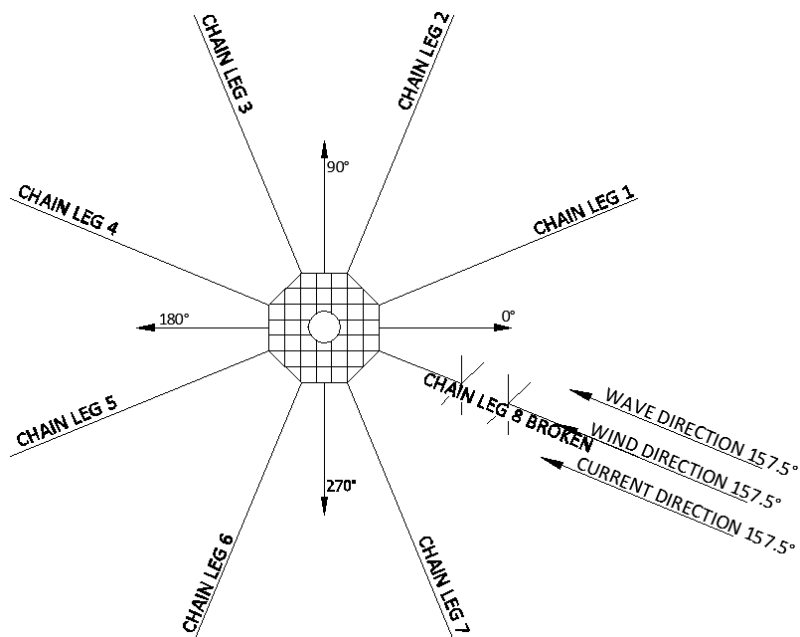 CHAIN LEG 3
CHAIN LEG 2
90°
CHAIN LEG 4
CHAIN LEG 1
180°
0°
CHAIN LEG 5
CHAIN LEG 8 BROKEN
WAVE DIRECTION 157.5°
WIND DIRECTION 157.5°
CURRENT DIRECTION 157.5°
270°
CHAIN LEG 6
CHAIN LEG 7